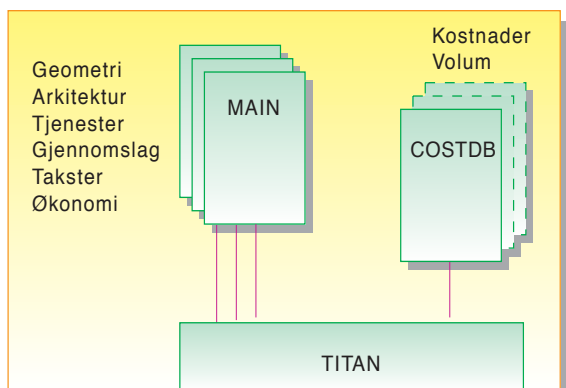 Geometri
Arkitektur
Tjenester
Gjennomslag
Takster
Økonomi
MAIN
Kostnader
Volum
COSTDB
TITAN